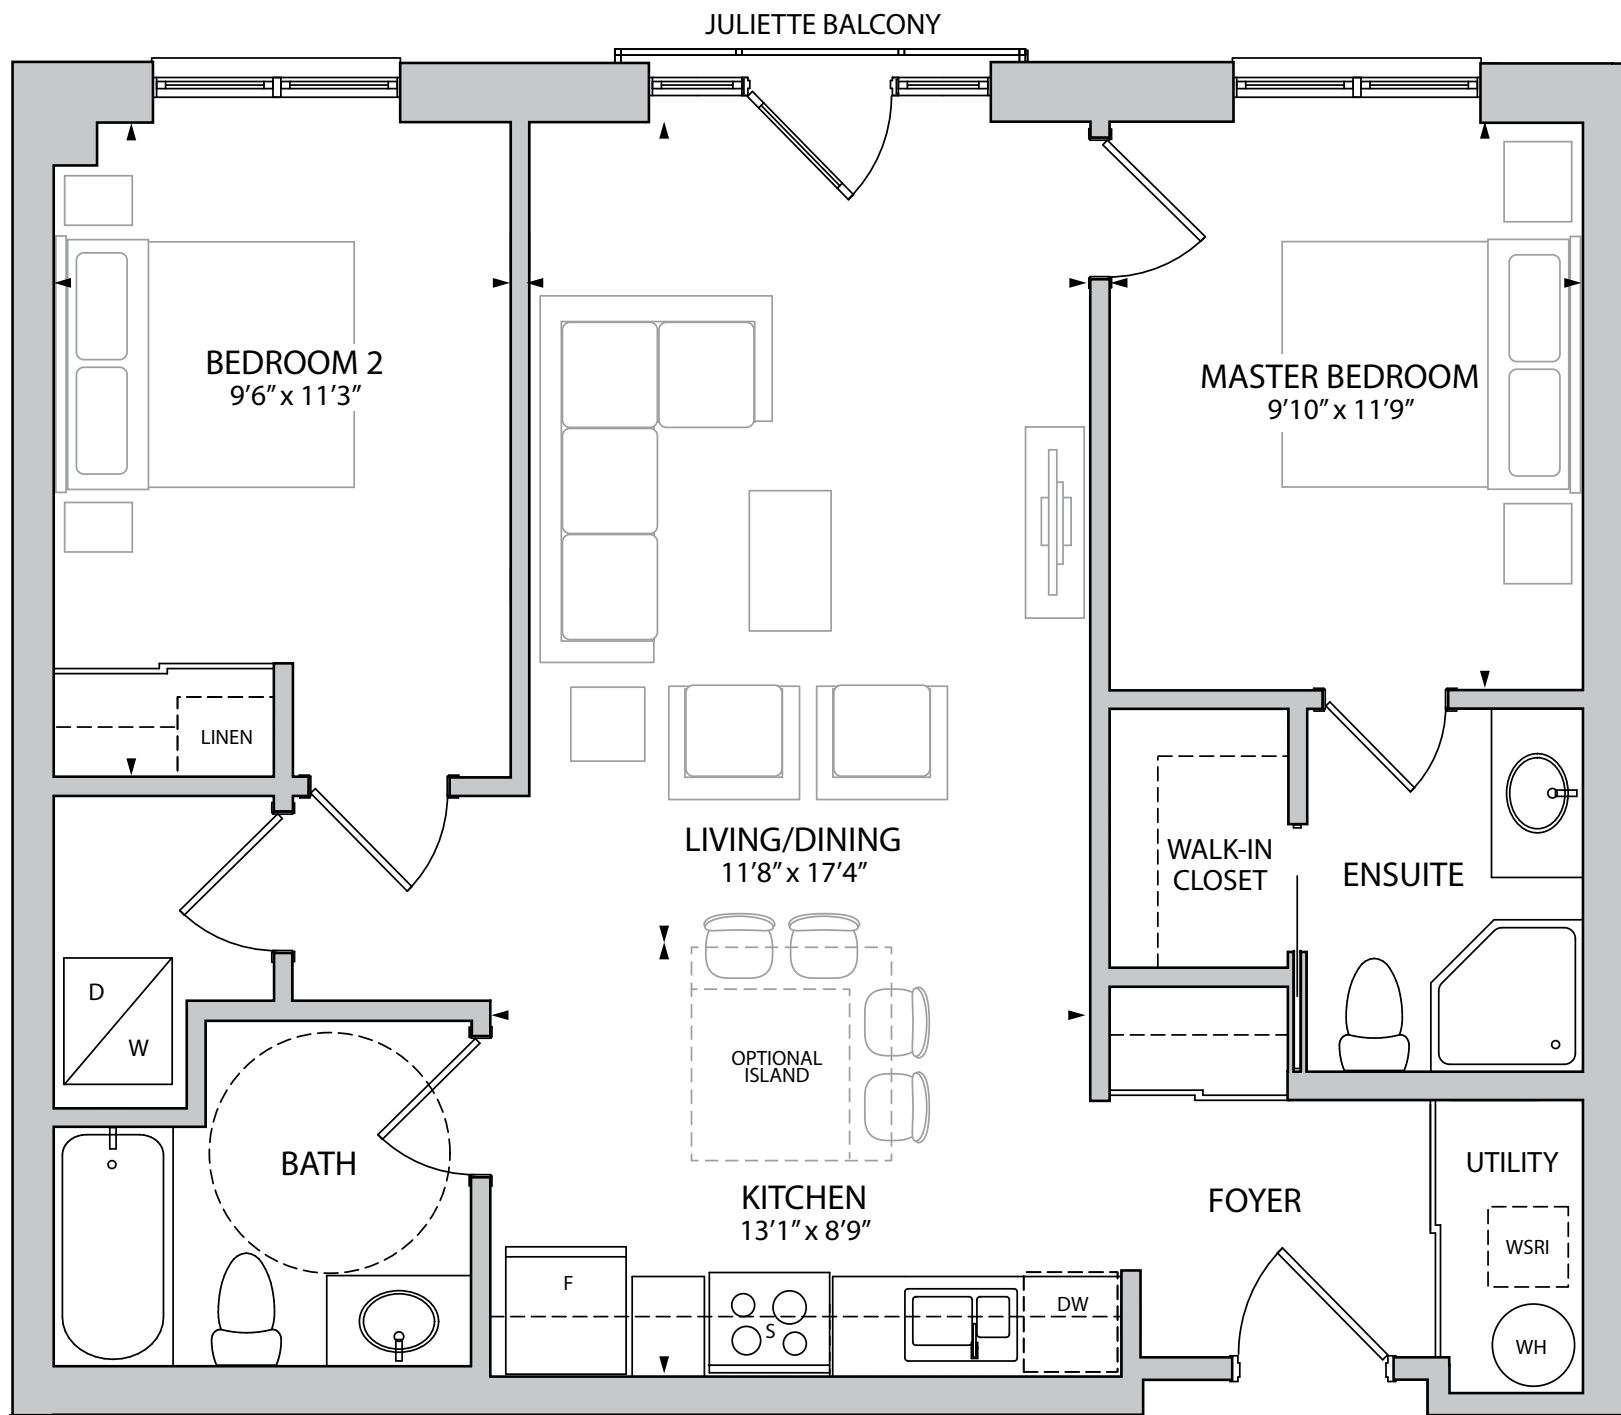 JULIETTE BALCONY
BEDROOM 2
9’6” x 11’3”
MASTER BEDROOM
9’10” x 11’9”
LINEN
LIVING/DINING
11’8” x 17’4”
WALK-IN
CLOSET
ENSUITE
D
W
OPTIONAL
ISLAND
BATH
KITCHEN
13’1” x 8’9”
FOYER
UTILITY
WSRI
F
S
DW
WH